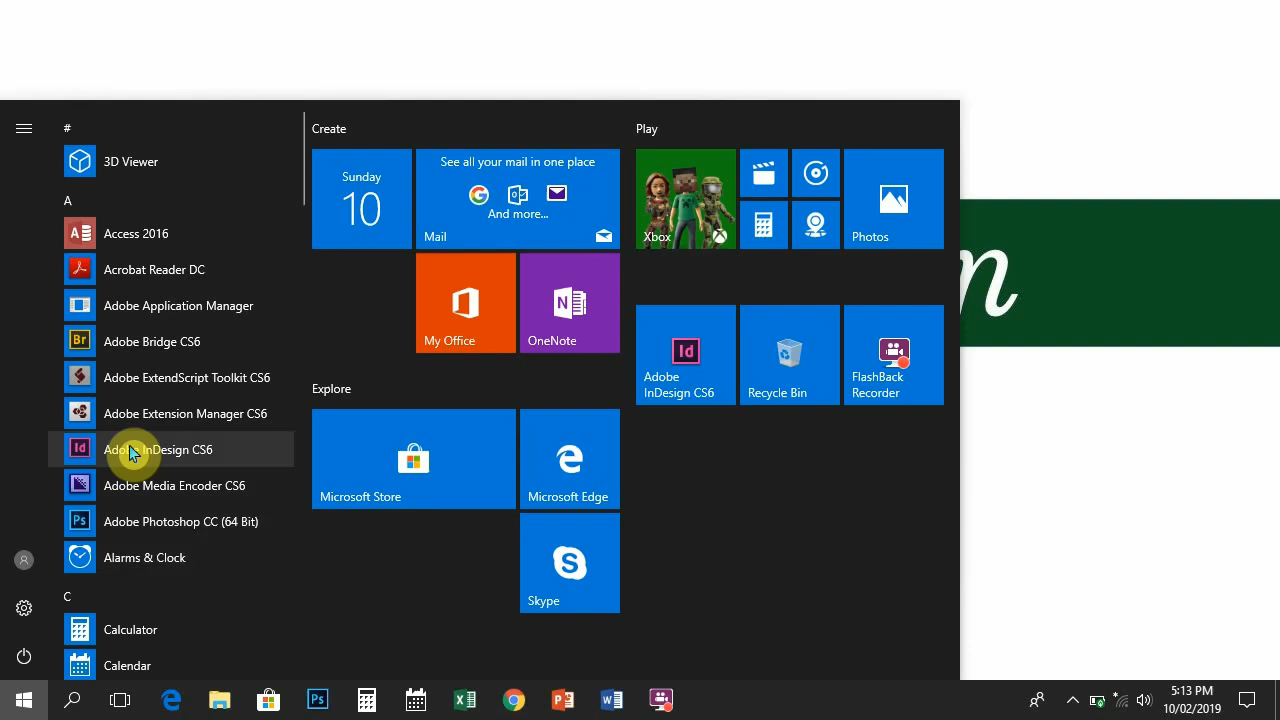 #
3D Viewer
A
Access 2016
Acrobat Reader DC
Adobe Application Manager
Adobe Bridge CS6
Adobe ExtendScript Toolkit CS6
Adobe Extension Manager CS6
Adobe InDesign CS6
Adobe Media Encoder CS6
Adobe Photoshop CC (64 Bit)
Alarms & Clock
C
Calculator
Calendar
Create
Sunday
10
See all your mail in one place
And more...
Mail
My Office
OneNote
Explore
Microsoft Store
Microsoft Edge
Skype
Play
Xbox
Photos
Adobe
InDesign CS6
Recycle Bin
FlashBack
Recorder
n
5:13 PM
10/02/2019